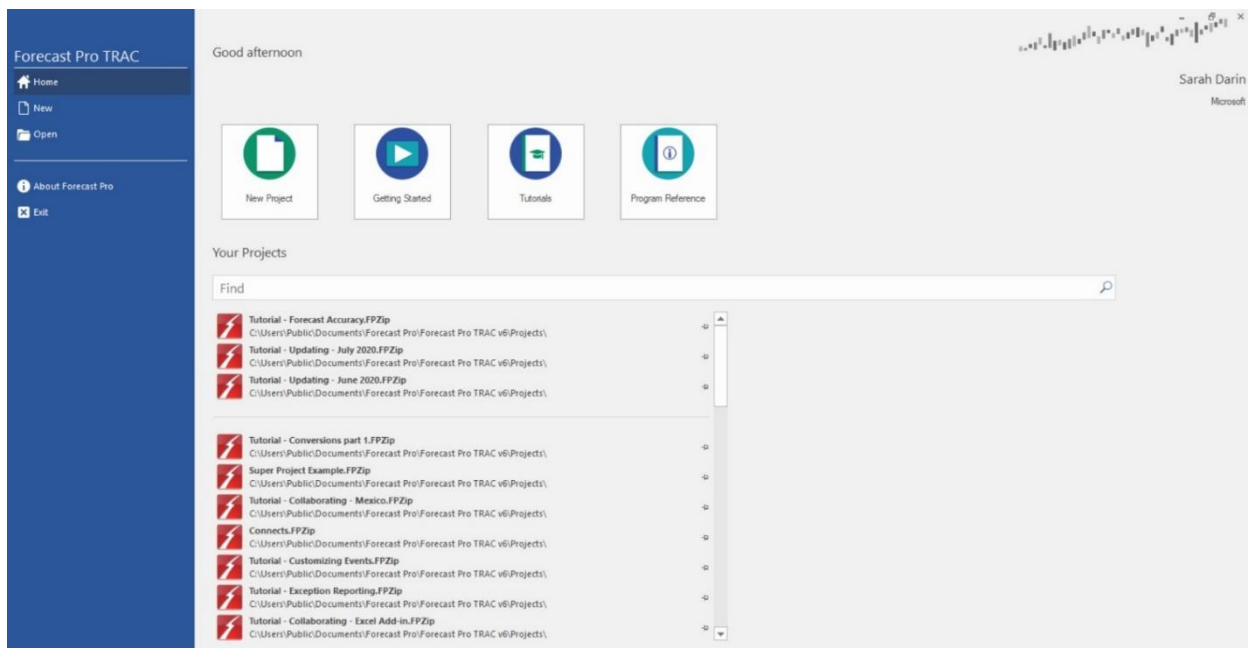 Forecast Pro TRAC
Home
New
Open
About Forecast Pro
Exit
Good afternoon
Sarah Darin
Microsoft
New Project
Getting Started
Tutorials
Program Reference
Your Projects
Find
Tutorial - Forecast Accuracy.FPZip
C:\Users\Public\Documents\Forecast Pro\Forecast Pro TRAC v6\Projects\
Tutorial - Updating - July 2020.FPZip
C:\Users\Public\Documents\Forecast Pro\Forecast Pro TRAC v6\Projects\
Tutorial - Updating - June 2020.FPZip
C:\Users\Public\Documents\Forecast Pro\Forecast Pro TRAC v6\Projects\
Tutorial - Conversions part 1.FPZip
C:\Users\Public\Documents\Forecast Pro\Forecast Pro TRAC v6\Projects\
Super Project Example.FPZip
C:\Users\Public\Documents\Forecast Pro\Forecast Pro TRAC v6\Projects\
Tutorial - Collaborating - Mexico.FPZip
C:\Users\Public\Documents\Forecast Pro\Forecast Pro TRAC v6\Projects\
Connects.FPZip
C:\Users\Public\Documents\Forecast Pro\Forecast Pro TRAC v6\Projects\
Tutorial - Customizing Events.FPZip
C:\Users\Public\Documents\Forecast Pro\Forecast Pro TRAC v6\Projects\
Tutorial - Exception Reporting.FPZip
C:\Users\Public\Documents\Forecast Pro\Forecast Pro TRAC v6\Projects\
Tutorial - Collaborating - Excel Add-in.FPZip
C:\Users\Public\Documents\Forecast Pro\Forecast Pro TRAC v6\Projects\